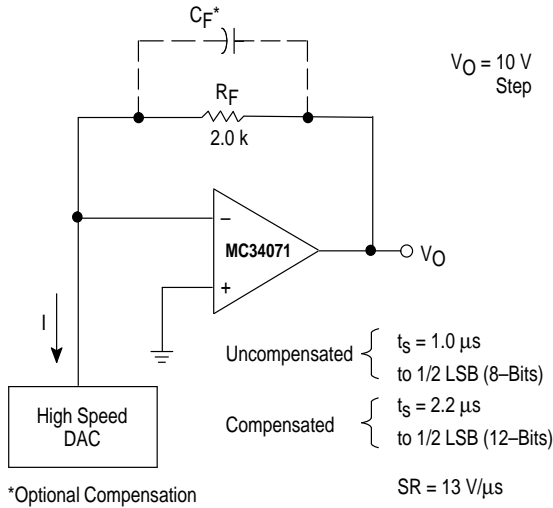 CF*
VO = 10 V
Step
RF
2.0 k
–
MC34071
+
VO
I
Uncompensated
ts = 1.0 μs
to 1/2 LSB (8–Bits)
High Speed
DAC
Compensated
ts = 2.2 μs
to 1/2 LSB (12–Bits)
*Optional Compensation
SR = 13 V/μs